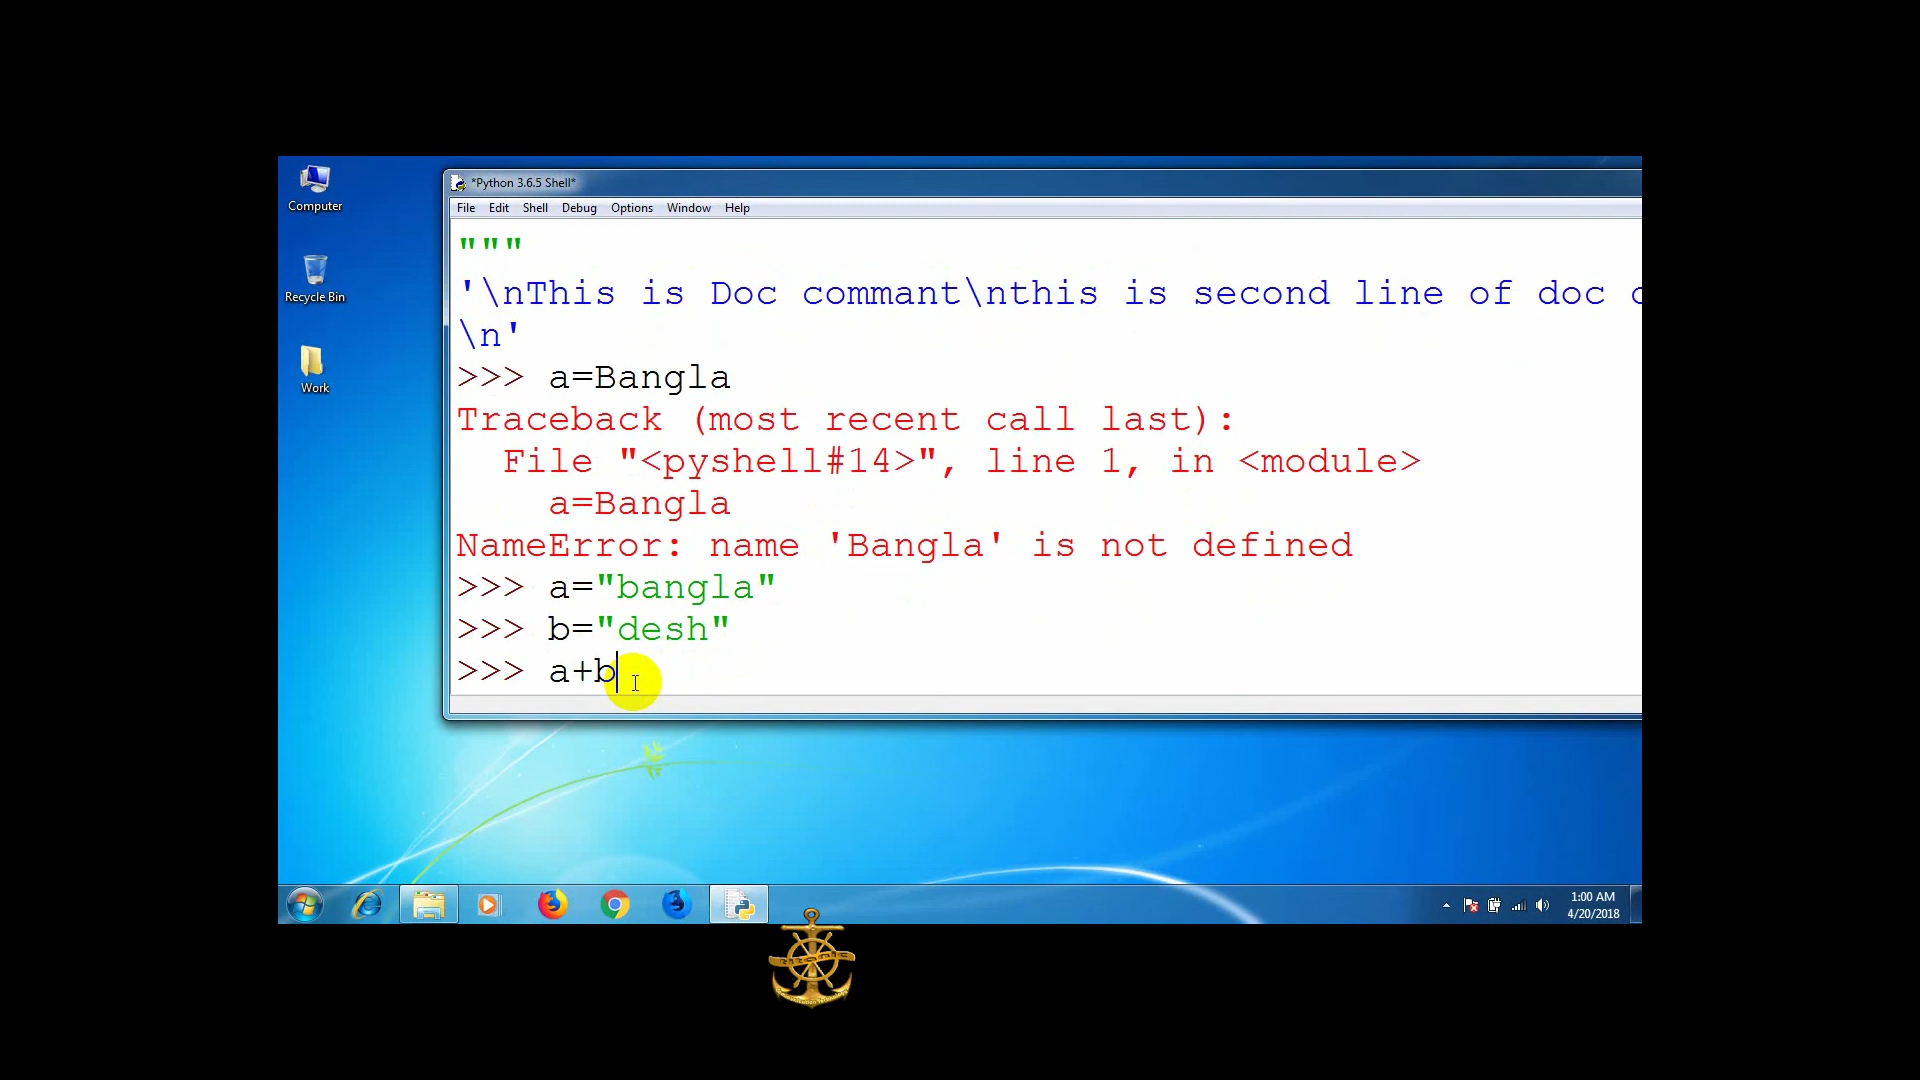 Computer
Recycle Bin
Work
*Python 3.6.5 Shell*
File Edit Shell Debug Options Window Help
"""
'\nThis is Doc commant\nthis is second line of doc
\n'
>>> a=Bangla
Traceback (most recent call last):
  File "<pyshell#14>", line 1, in <module>
    a=Bangla
NameError: name 'Bangla' is not defined
>>> a="bangla"
>>> b="desh"
>>> a+b
1:00 AM
4/20/2018
titanic